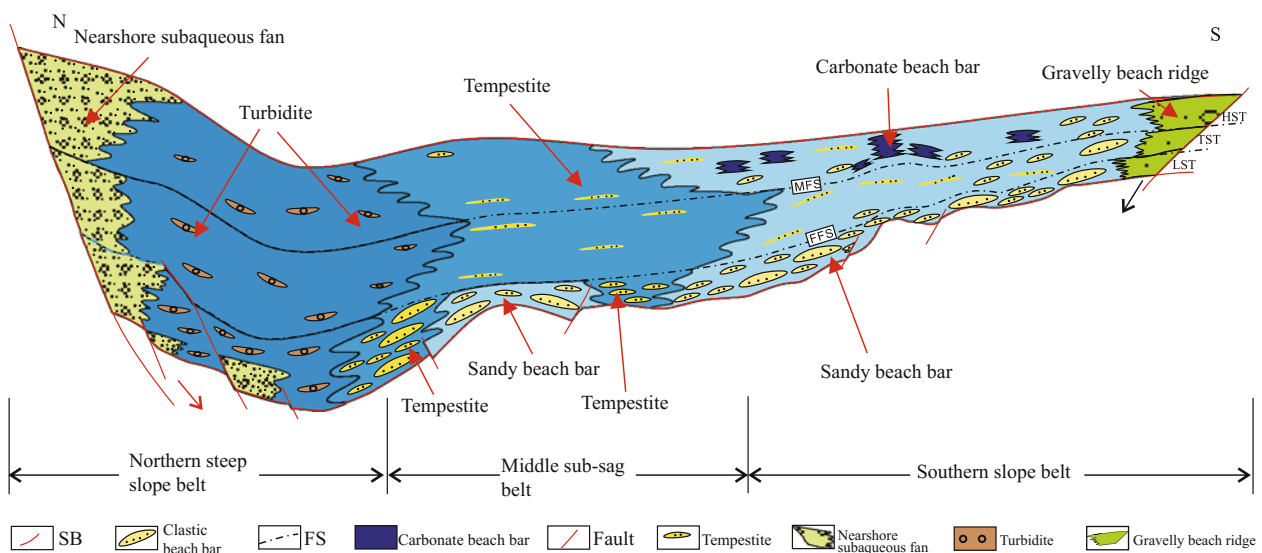 N
S
Nearshore subaqueous fan
Turbidite
Tempestite
Carbonate beach bar
Gravelly beach ridge
HST
TST
LST
MFS
FFS
Sandy beach bar
Tempestite
Tempestite
Sandy beach bar
Northern steep
slope belt
Middle sub-sag
belt
Southern slope belt
SB
Clastic
beach bar
FS
Carbonate beach bar
Fault
Tempestite
Nearshore
subaqueous fan
Turbidite
Gravelly beach ridge